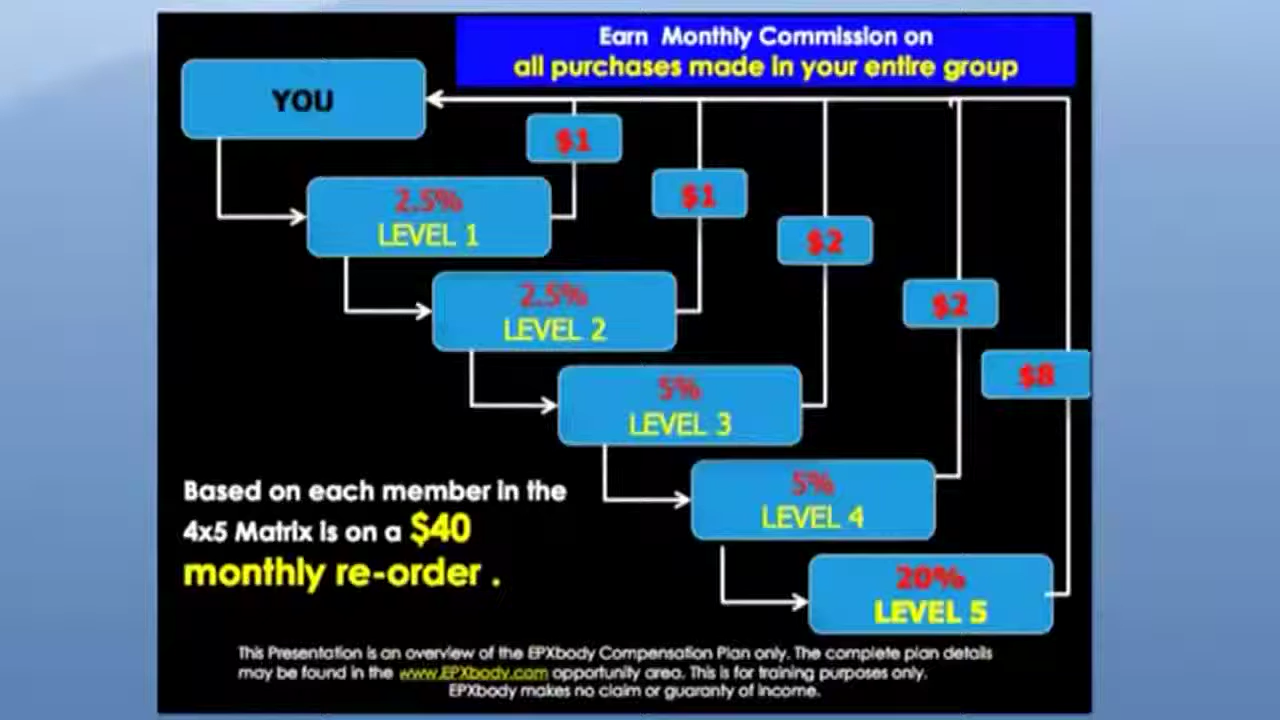 Earn Monthly Commission on
all purchases made in your entire group
YOU
$1
2.5%
LEVEL 1
$1
2.5%
LEVEL 2
$2
5%
LEVEL 3
$2
5%
LEVEL 4
$8
20%
LEVEL 5
Based on each member in the
4x5 Matrix is on a $40
monthly re-order .
This Presentation is an overview of the EPXbody Compensation Plan only. The complete plan details
may be found in the www.EPXbody.com opportunity area. This is for training purposes only.
EPXbody makes no claim or guaranty of income.